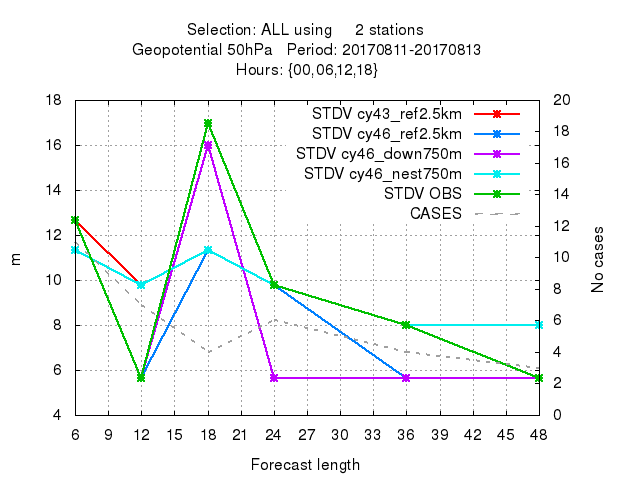 Selection: ALL using 2 stations
Geopotential 50hPa Period: 20170811-20170813
Hours: {00,06,12,18}
18 20
STDV cy43_ref2.5km
STDV cy46_ref2.5km
STDV cy46_down750m
STDV cy46_nest750m
STDV OBS
CASES
16
14
12
10
8
6
4
m
18
16
14
12
10
8
6
4
2
0
No cases
6 9 12 15 18 21 24 27 30 33 36 39 42 45 48
Forecast length